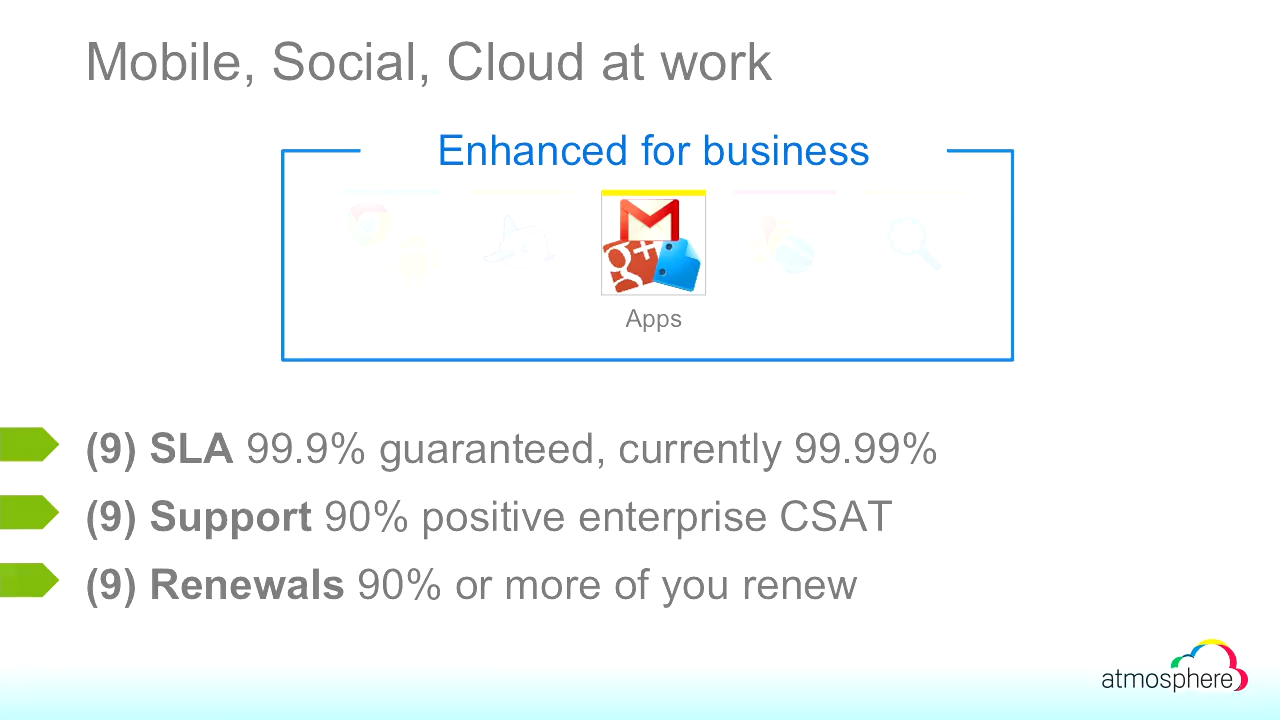 Mobile, Social, Cloud at work
Enhanced for business
g+
Apps
(9) SLA 99.9% guaranteed, currently 99.99%
(9) Support 90% positive enterprise CSAT
(9) Renewals 90% or more of you renew
atmosphere